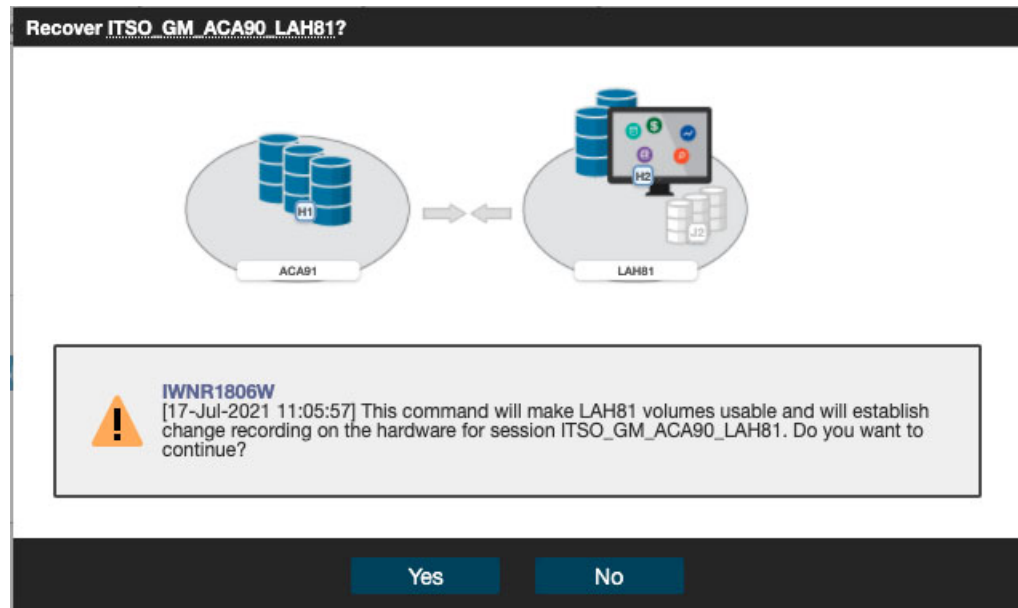 Recover ITSO_GM_ACA90_LAH81?
H1
H2
J2
ACA91
LAH81
IWNR1806W
[17-Jul-2021 11:05:57] This command will make LAH81 volumes usable and will establish
change recording on the hardware for session ITSO_GM_ACA90_LAH81. Do you want to
continue?
Yes
No